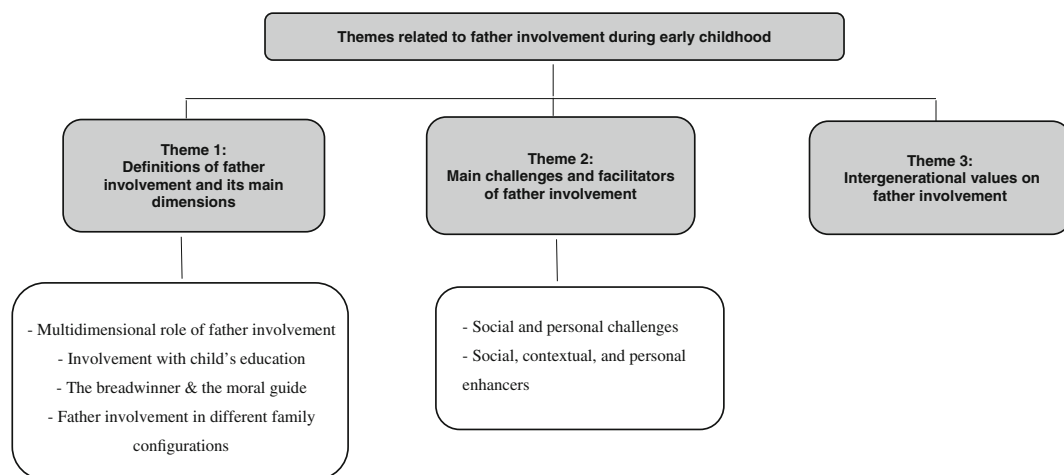 Themes related to father involvement during early childhood
Theme 1:
Definitions of father
involvement and its main
dimensions
Theme 2:
Main challenges and facilitators
of father involvement
Theme 3:
Intergenerational values on
father involvement
- Multidimensional role of father involvement
- Involvement with child’s education
- The breadwinner & the moral guide
- Father involvement in different family
configurations
- Social and personal challenges
- Social, contextual, and personal
enhancers